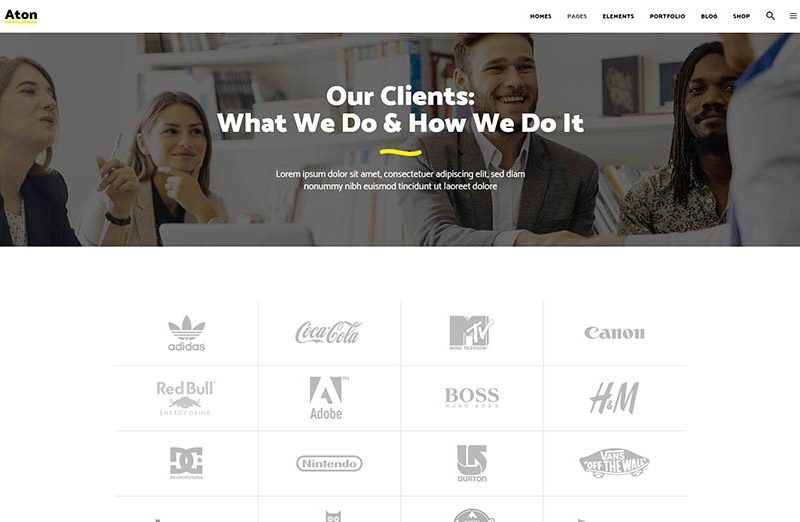 Aton
HOMES PAGES ELEMENTS PORTFOLIO BLOG SHOP
Our Clients:
What We Do & How We Do It
Lorem ipsum dolor sit amet, consectetuer adipiscing elit, sed diam
nonummy nibh euismod tincidunt ut laoreet dolore
adidas
Coca-Cola
MTV
MUSIC TELEVISION
Canon
Red Bull
ENERGY DRINK
Adobe
TM
BOSS
HUGO BOSS
H&M
DC
DCSHOECOUSA
Nintendo
BURTON
VANS
"OFF THE WALL"